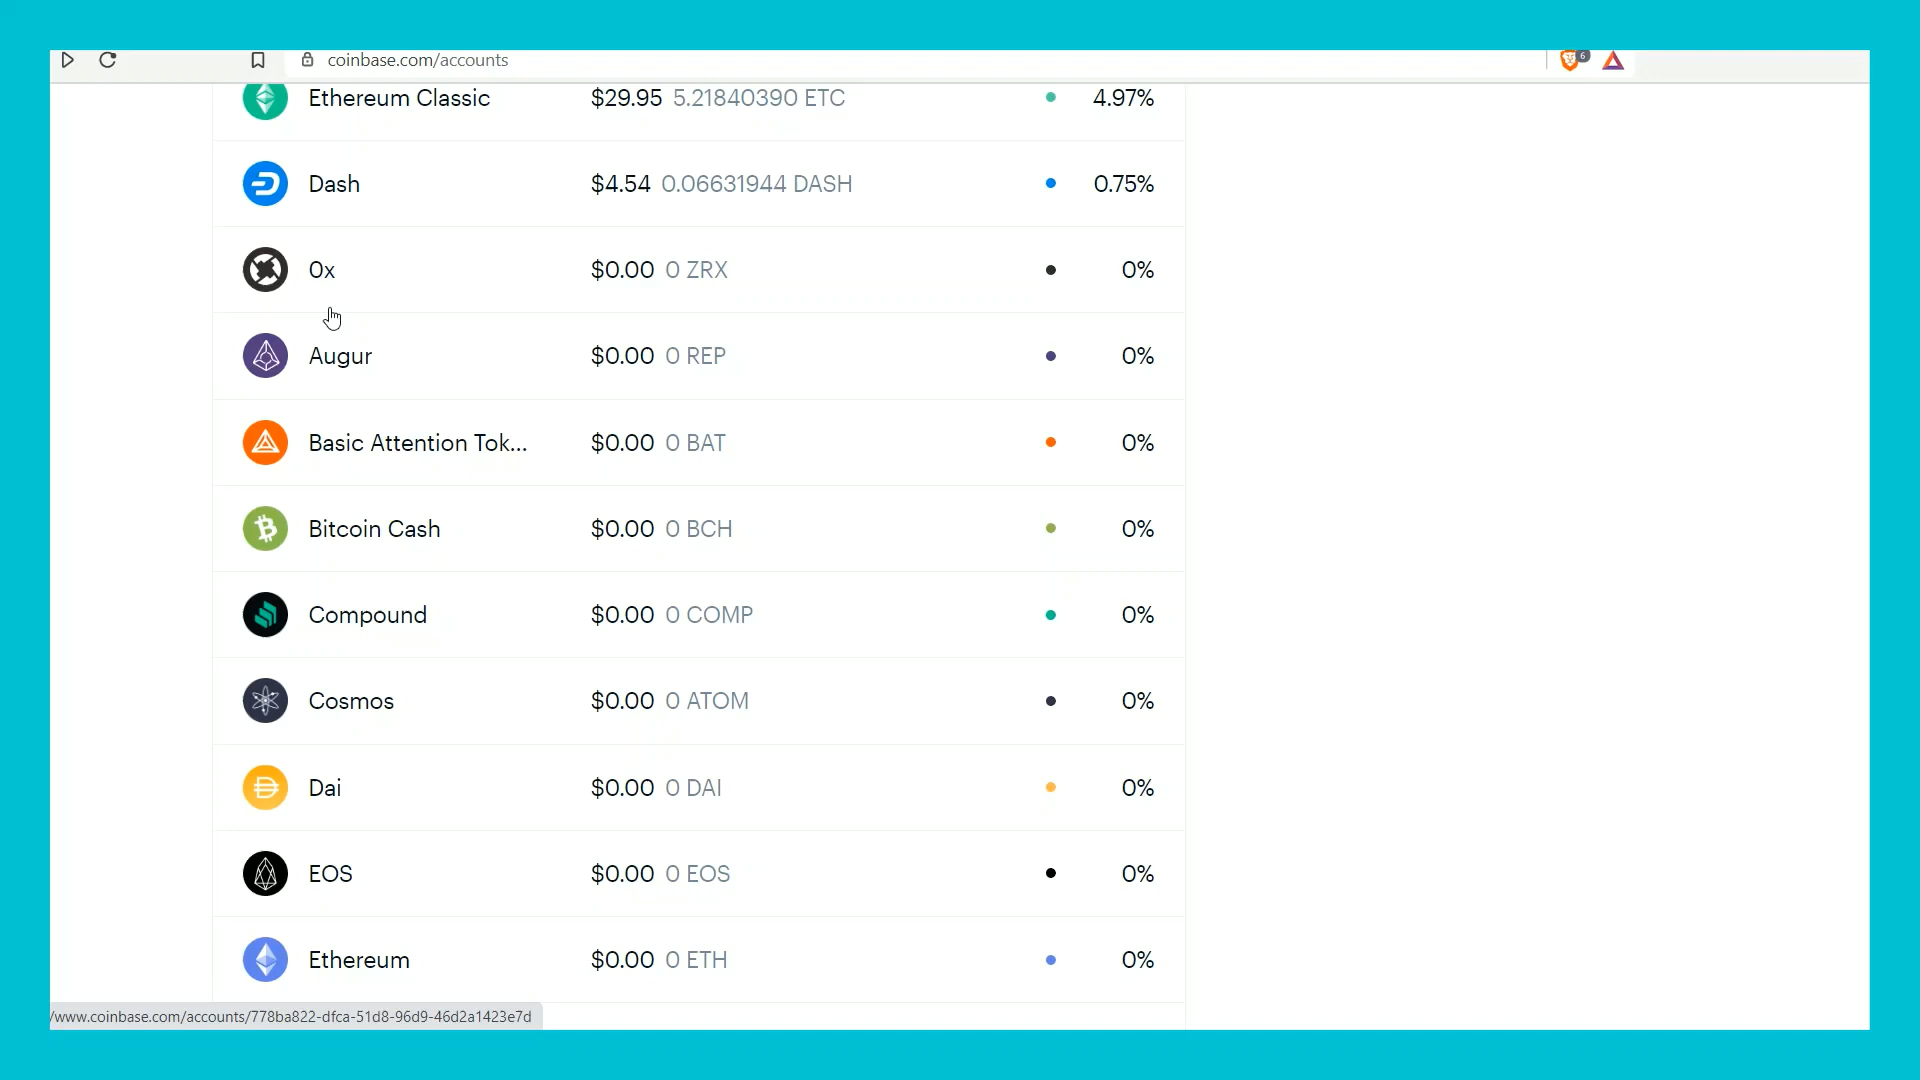 coinbase.com/accounts
6
Ethereum Classic $29.95 5.21840390 ETC 4.97%
Dash $4.54 0.06631944 DASH 0.75%
0x $0.00 0 ZRX 0%
Augur $0.00 0 REP 0%
Basic Attention Tok... $0.00 0 BAT 0%
Bitcoin Cash $0.00 0 BCH 0%
Compound $0.00 0 COMP 0%
Cosmos $0.00 0 ATOM 0%
Dai $0.00 0 DAI 0%
EOS $0.00 0 EOS 0%
Ethereum $0.00 0 ETH 0%
/www.coinbase.com/accounts/778ba822-dfca-51d8-96d9-46d2a1423e7d